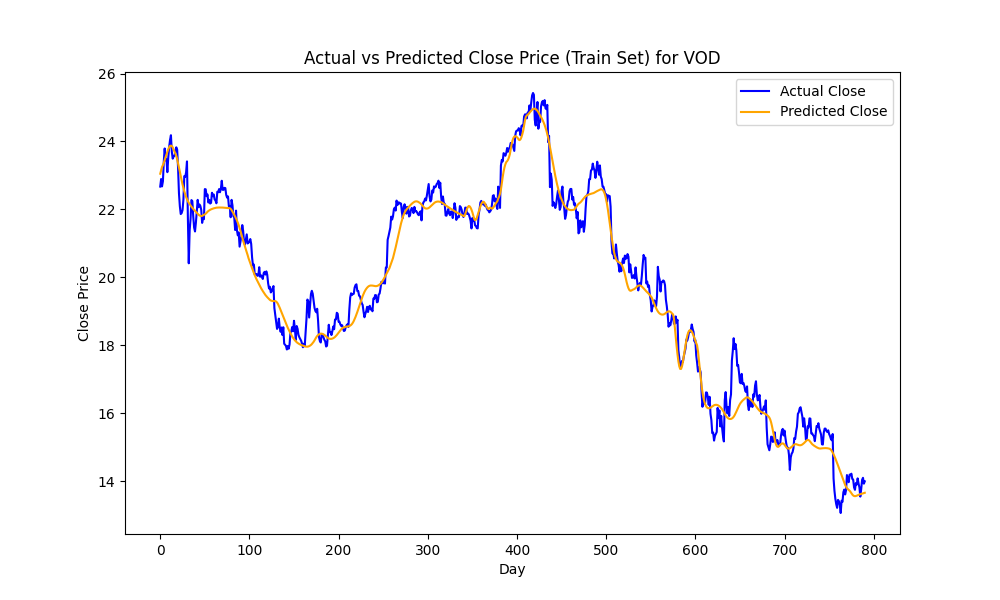 Actual vs Predicted Close Price (Train Set) for VOD
Actual Close
Predicted Close
Close Price
26
24
22
20
18
16
14
0 100 200 300 400 500 600 700 800
Day